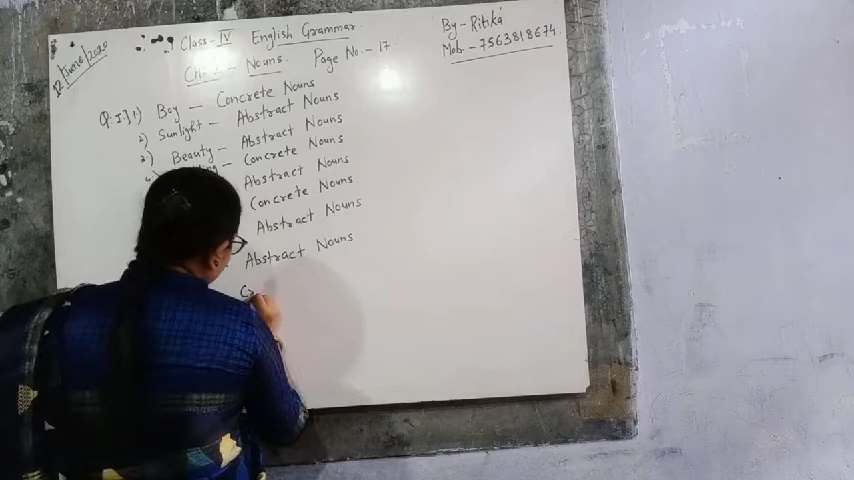 12/June/2020
Class - IV English Grammar.
By - Ritika
Mob - 7563818674
Nouns. Page No. - 17
Q:I.} 1) Boy — Concrete Nouns
2) Sunlight — Abstract Nouns
3) Beauty — Abstract Nouns
4) — Concrete Nouns
Abstract Nouns
Concrete Nouns
Abstract Nouns
Abstract Nouns